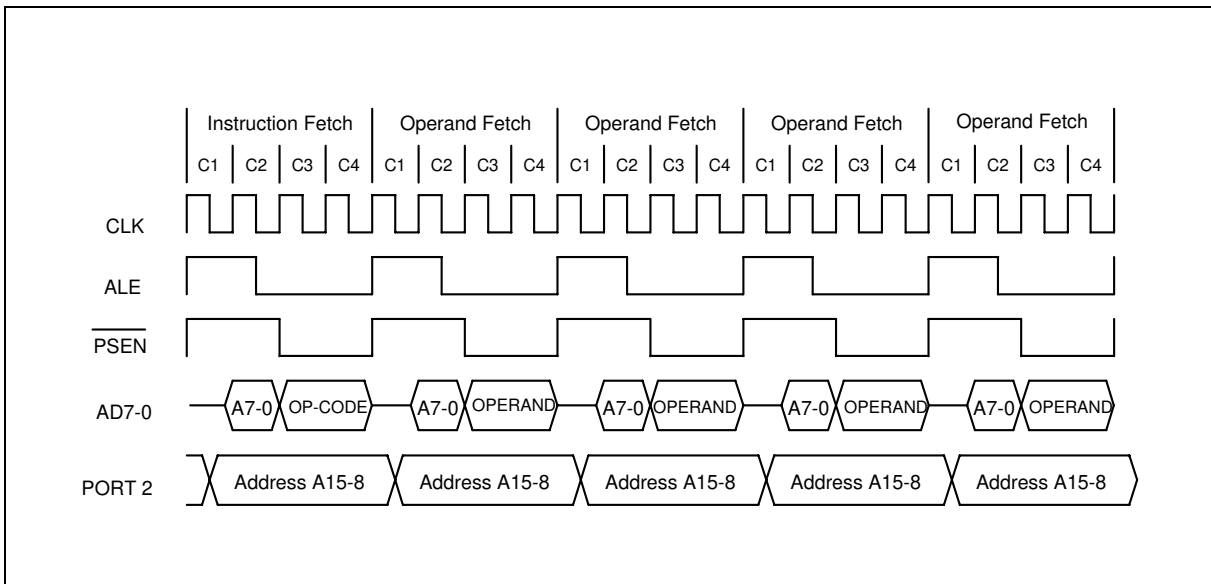 Instruction Fetch Operand Fetch Operand Fetch Operand Fetch Operand Fetch
C1 C2 C3 C4 C1 C2 C3 C4 C1 C2 C3 C4 C1 C2 C3 C4 C1 C2 C3 C4
CLK
ALE
PSEN
AD7-0 A7-0 OP-CODE A7-0 OPERAND A7-0 OPERAND A7-0 OPERAND A7-0 OPERAND
PORT 2 Address A15-8 Address A15-8 Address A15-8 Address A15-8 Address A15-8